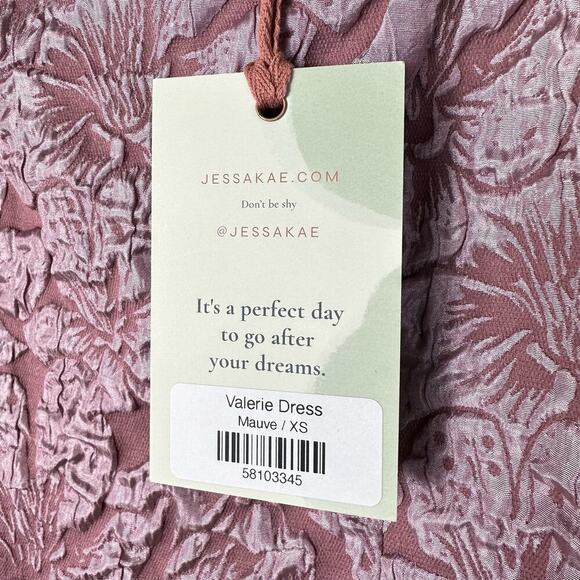 JESSAKAE.COM
Don't be shy
@JESSAKAE
It's a perfect day
to go after
your dreams.
Valerie Dress
Mauve / XS
58103345